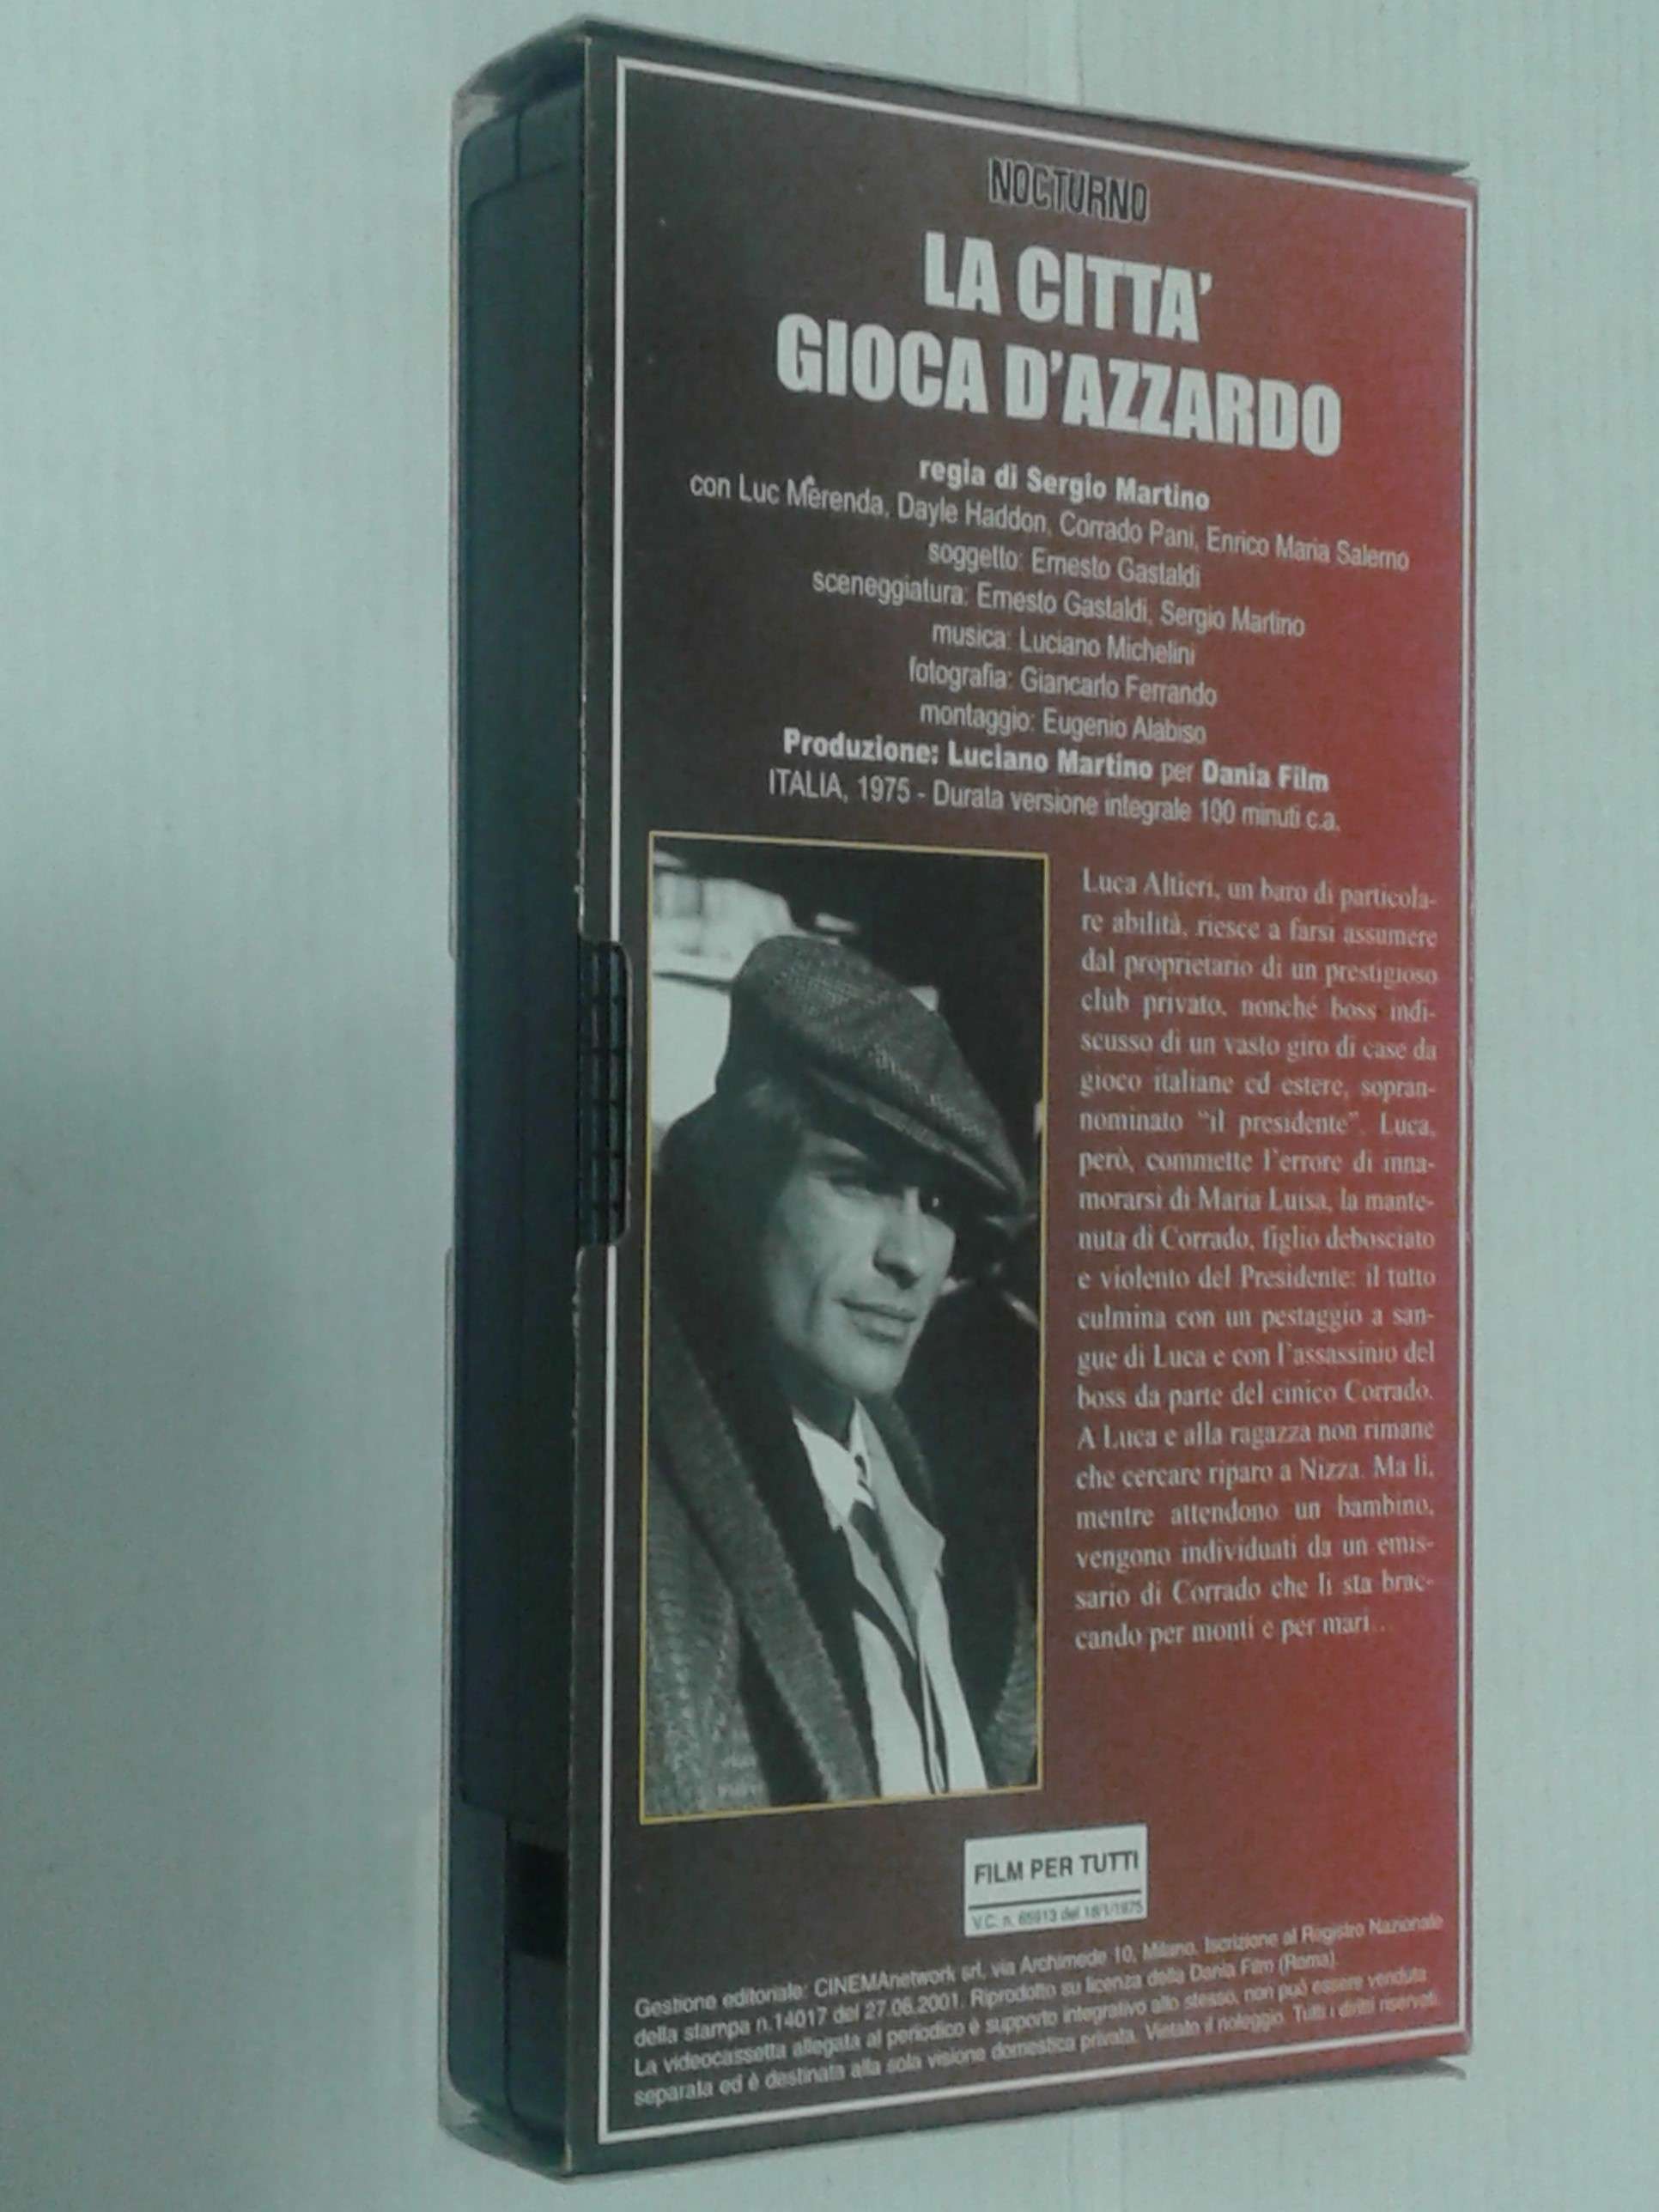 NOCTURNO
LA CITTA'
GIOCA D'AZZARDO
regia di Sergio Martino
con Luc Mêrenda, Dayle Haddon, Corrado Pani, Enrico Maria Salerno
soggetto: Ernesto Gastaldi
sceneggiatura: Ernesto Gastaldi, Sergio Martino
musica: Luciano Michelini
fotografia: Giancarlo Ferrando
montaggio: Eugenio Alabiso
Produzione: Luciano Martino per Dania Film
ITALIA, 1975 - Durata versione integrale 100 minuti c.a.
Luca Altieri, un baro di particola-
re abilità, riesce a farsi assumere
dal proprietario di un prestigioso
club privato, nonché boss indi-
scusso di un vasto giro di case da
gioco italiane ed estere, sopran-
nominato "il presidente". Luca,
però, commette l'errore di inna-
morarsi di Maria Luisa, la mante-
nuta di Corrado, figlio debosciato
e violento del Presidente: il tutto
culmina con un pestaggio a san-
gue di Luca e con l'assassinio del
boss da parte del cinico Corrado.
A Luca e alla ragazza non rimane
che cercare riparo a Nizza. Ma lì,
mentre attendono un bambino,
vengono individuati da un emis-
sario di Corrado che li sta brac-
cando per monti e per mari...
FILM PER TUTTI
V.C. n. 65913 del 18/1/1975
Gestione editoriale: CINEMAnetwork srl, via Archimede 10, Milano. Iscrizione al Registro Nazionale
della stampa n.14017 del 27.06.2001. Riprodotto su licenza della Dania Film (Roma).
La videocassetta allegata al periodico è supporto integrativo allo stesso, non può essere venduta
separata ed è destinata alla sola visione domestica privata. Vietato il noleggio. Tutti i diritti riservati.